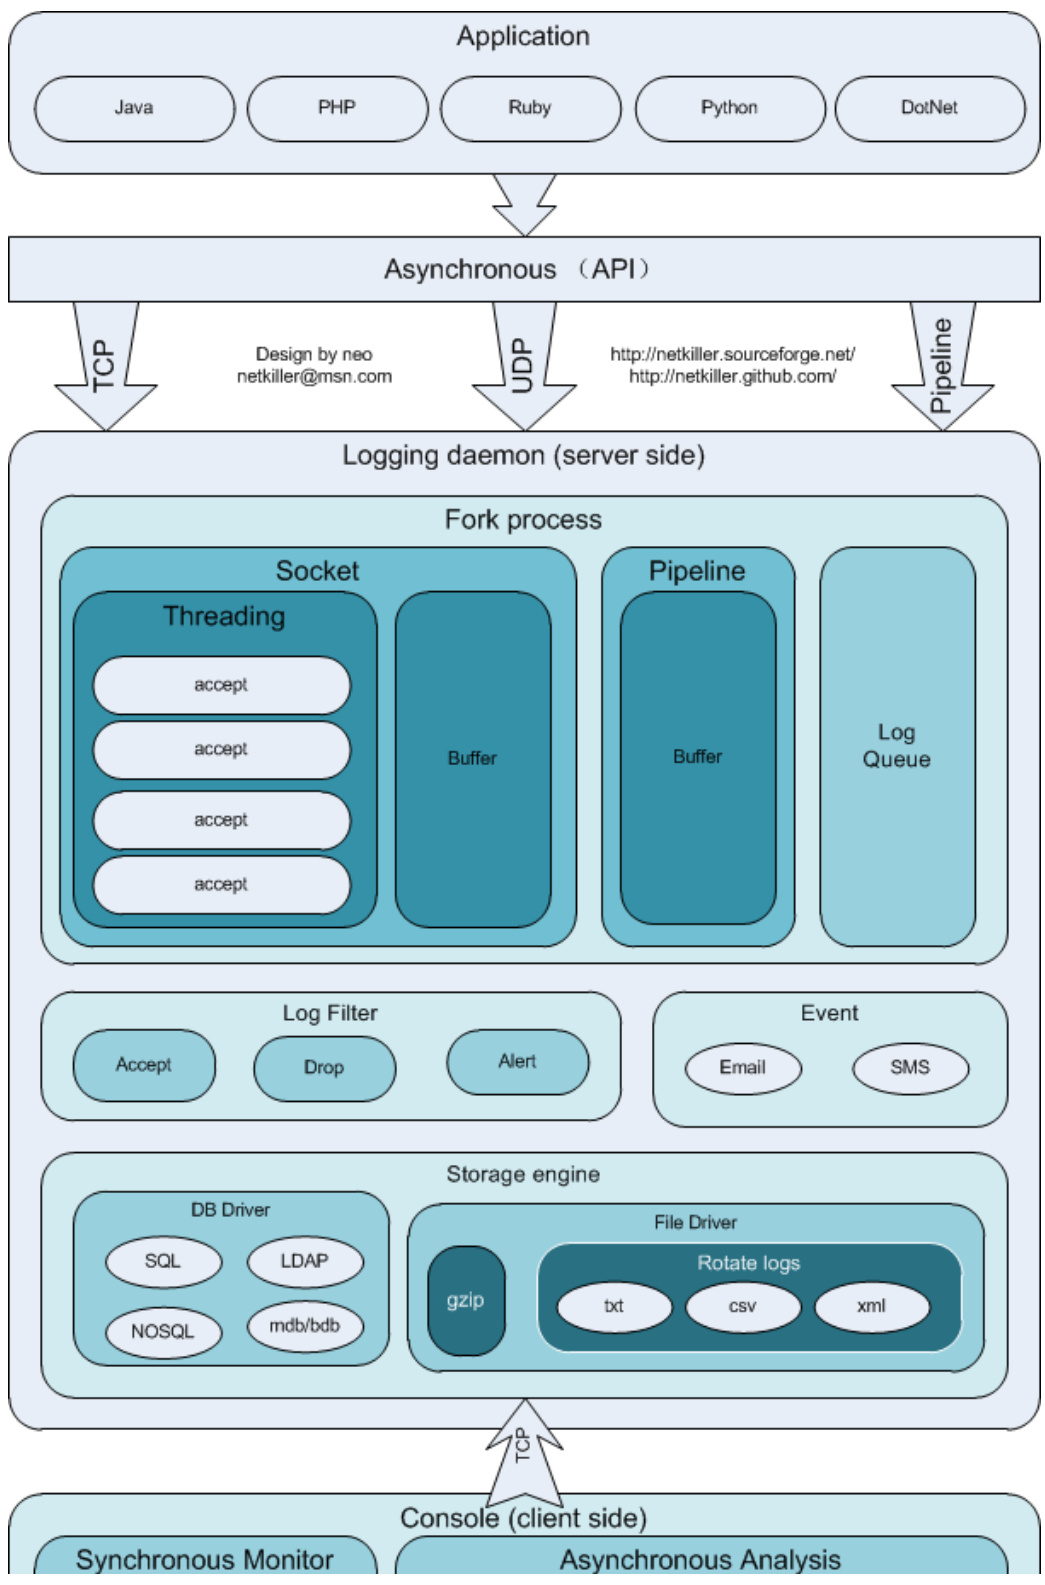 Application
Java
PHP
Ruby
Python
DotNet
Asynchronous （API）
TCP
Design by neo
netkiller@msn.com
UDP
http://netkiller.sourceforge.net/
http://netkiller.github.com/
Pipeline
Logging daemon (server side)
Fork process
Socket
Threading
accept
accept
accept
accept
Buffer
Pipeline
Buffer
Log
Queue
Log Filter
Accept
Drop
Alert
Event
Email
SMS
Storage engine
DB Driver
SQL
LDAP
NOSQL
mdb/bdb
File Driver
gzip
Rotate logs
txt
csv
xml
TCP
Console (client side)
Synchronous Monitor
Asynchronous Analysis